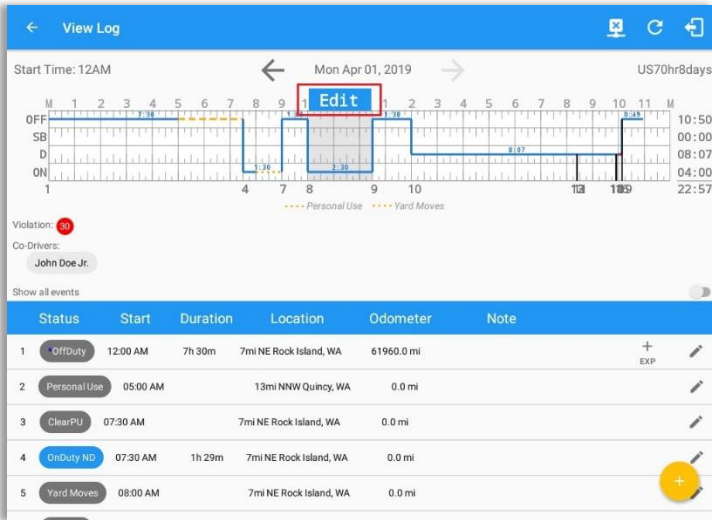 View Log
Start Time: 12AM Mon Apr 01, 2019 US70hr8days
Edit
M 1 2 3 4 5 6 7 8 9 1 2 3 4 5 6 7 8 9 10 11 M
OFF 7:30 1:30 1:30 0:49 10:50
SB 00:00
D 8:07 08:07
ON 1:30 2:30 04:00
1 4 7 8 9 10 22:57
Personal Use Yard Moves
Violation: 30
Co-Drivers:
John Doe Jr.
Show all events
Status Start Duration Location Odometer Note
1 *OffDuty 12:00 AM 7h 30m 7mi NE Rock Island, WA 61960.0 mi + EXP
2 Personal Use 05:00 AM 13mi NNW Quincy, WA 0.0 mi
3 ClearPU 07:30 AM 7mi NE Rock Island, WA 0.0 mi
4 OnDuty ND 07:30 AM 1h 29m 7mi NE Rock Island, WA 0.0 mi
5 Yard Moves 08:00 AM 7mi NE Rock Island, WA 0.0 mi
+